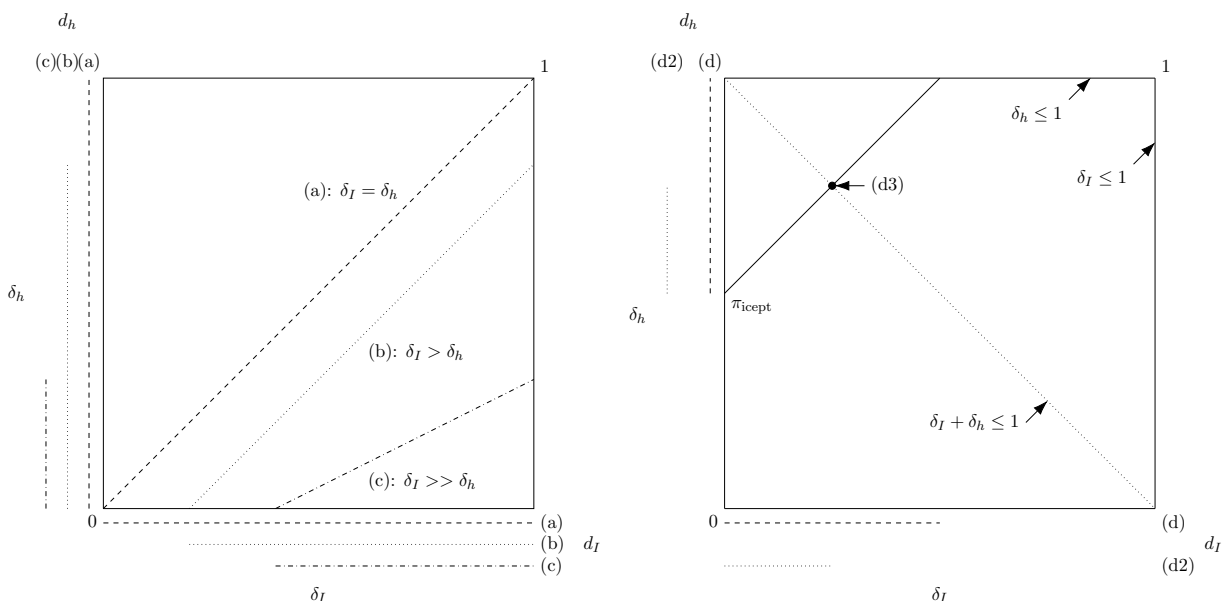 d_h
(c)(b)(a)
1
(a): δ_I = δ_h
δ_h
(b): δ_I > δ_h
(c): δ_I >> δ_h
0
(a)
(b)
d_I
(c)
δ_I
d_h
(d2) (d)
1
δ_h ≤ 1
δ_I ≤ 1
(d3)
π_icept
δ_h
δ_I + δ_h ≤ 1
0
(d)
d_I
(d2)
δ_I